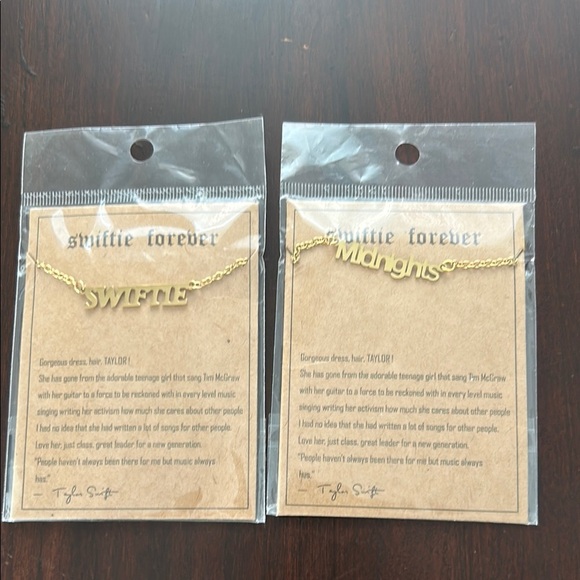 swiftie forever
SWIFTIE
Gorgeous dress, hair, TAYLOR!
She has gone from the adorable teenage girl that sang Tim McGraw
with her guitar to a force to be reckoned with in every level music
singing writing her activism how much she cares about other people
I had no idea that she had written a lot of songs for other people.
Love her, just class, great leader for a new generation.
"People haven't always been there for me but music always
has."
— Taylor Swift
swiftie forever
Midnights
Gorgeous dress, hair, TAYLOR!
She has gone from the adorable teenage girl that sang Tim McGraw
with her guitar to a force to be reckoned with in every level music
singing writing her activism how much she cares about other people
I had no idea that she had written a lot of songs for other people.
Love her, just class, great leader for a new generation.
"People haven't always been there for me but music always
has."
— Taylor Swift